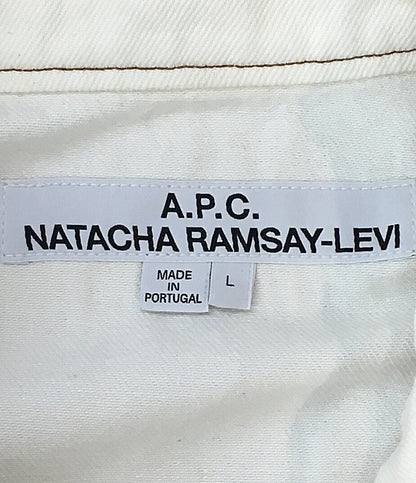 A.P.C.
NATACHA RAMSAY-LEVI
MADE
IN
PORTUGAL
L